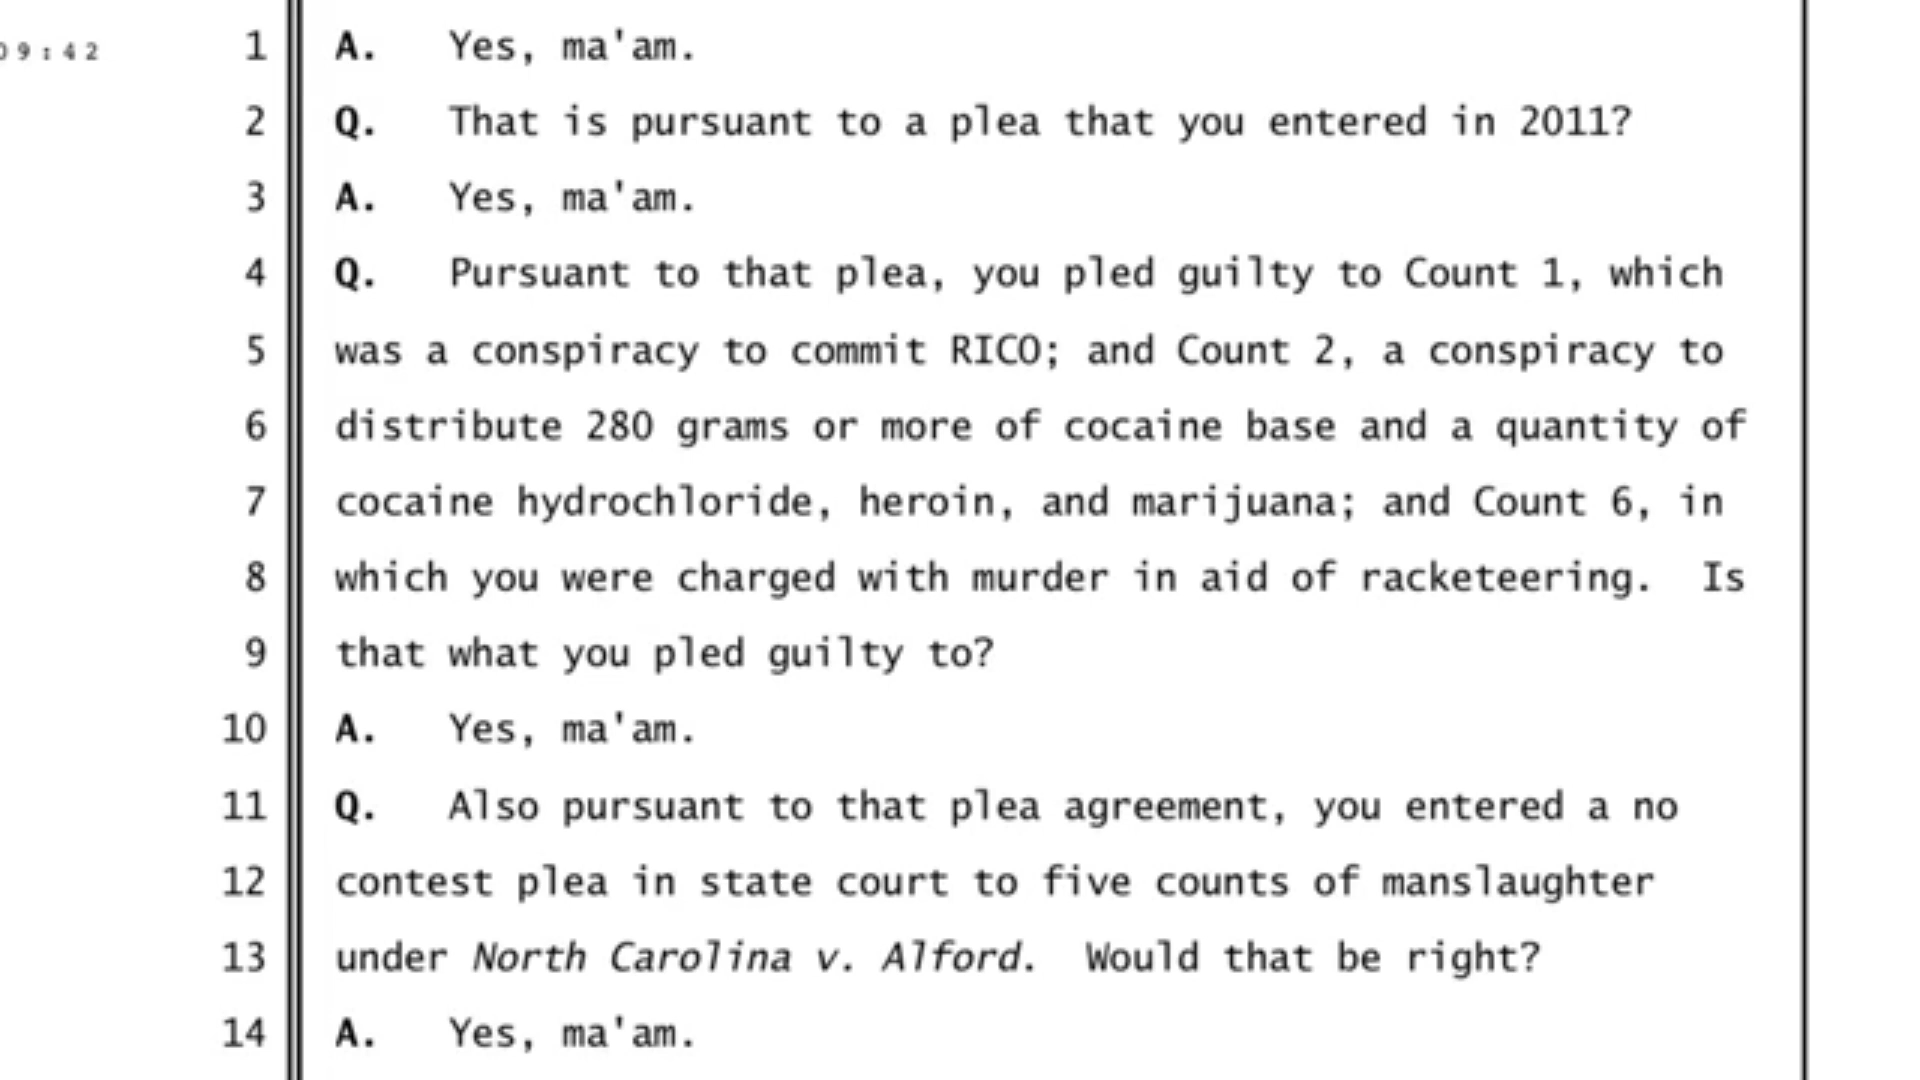 09:42
1 A. Yes, ma'am.
2 Q. That is pursuant to a plea that you entered in 2011?
3 A. Yes, ma'am.
4 Q. Pursuant to that plea, you pled guilty to Count 1, which
5 was a conspiracy to commit RICO; and Count 2, a conspiracy to
6 distribute 280 grams or more of cocaine base and a quantity of
7 cocaine hydrochloride, heroin, and marijuana; and Count 6, in
8 which you were charged with murder in aid of racketeering. Is
9 that what you pled guilty to?
10 A. Yes, ma'am.
11 Q. Also pursuant to that plea agreement, you entered a no
12 contest plea in state court to five counts of manslaughter
13 under North Carolina v. Alford. Would that be right?
14 A. Yes, ma'am.